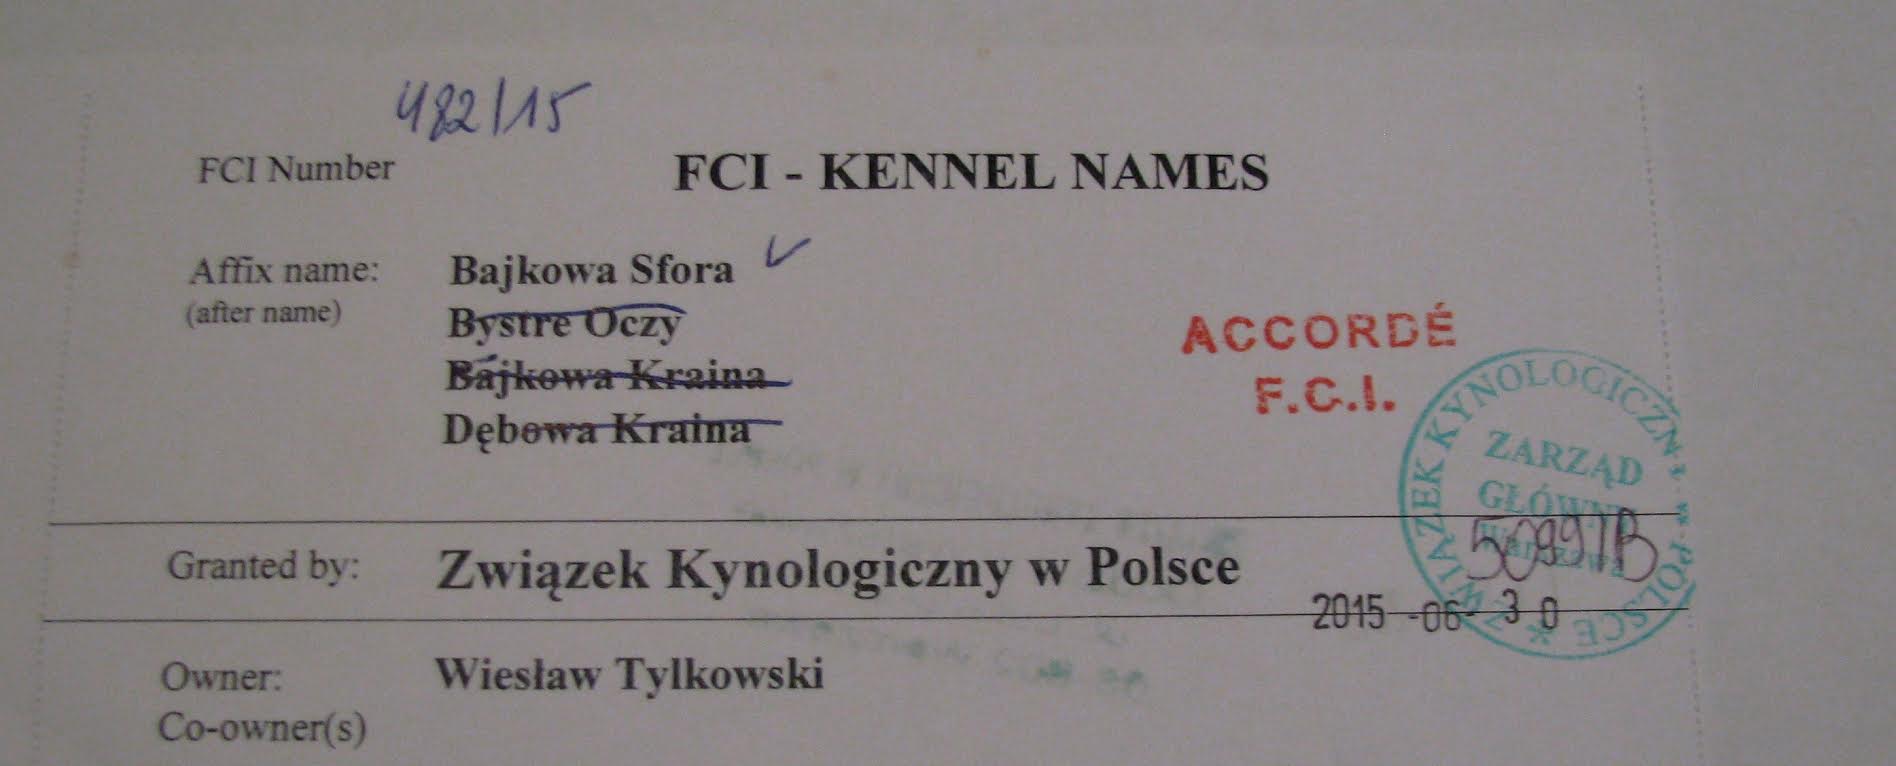 482/15
FCI Number
FCI - KENNEL NAMES
Affix name:
(after name)
Bajkowa Sfora
Bystre Oczy
Bajkowa Kraina
Dębowa Kraina
ACCORDÉ
F.C.I.
ZWIĄZEK KYNOLOGICZNY * POLSCE *
ZARZĄD
GŁÓWNY
Warszawa
Granted by:
Związek Kynologiczny w Polsce
2015 -06- 30
Owner:
Wiesław Tylkowski
Co-owner(s)